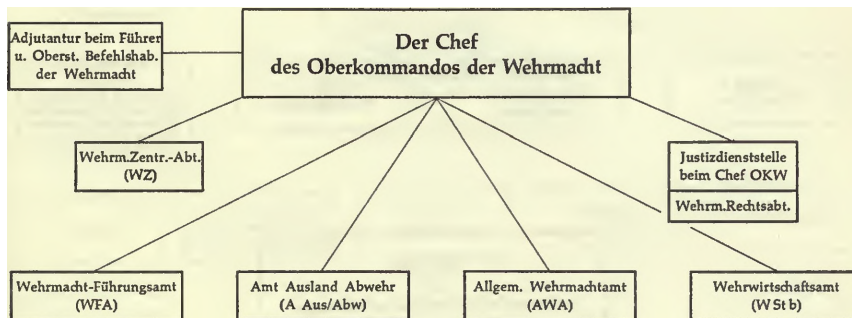 Adjutantur beim Führer
u. Oberst. Befehlshab.
der Wehrmacht
Der Chef
des Oberkommandos der Wehrmacht
Wehrm.Zentr.-Abt.
(WZ)
Justizdienststelle
beim Chef OKW
Wehrm.Rechtsabt.
Wehrmacht-Führungsamt
(WFA)
Amt Ausland Abwehr
(A Aus/Abw)
Allgem. Wehrmachtamt
(AWA)
Wehrwirtschaftsamt
(W St b)